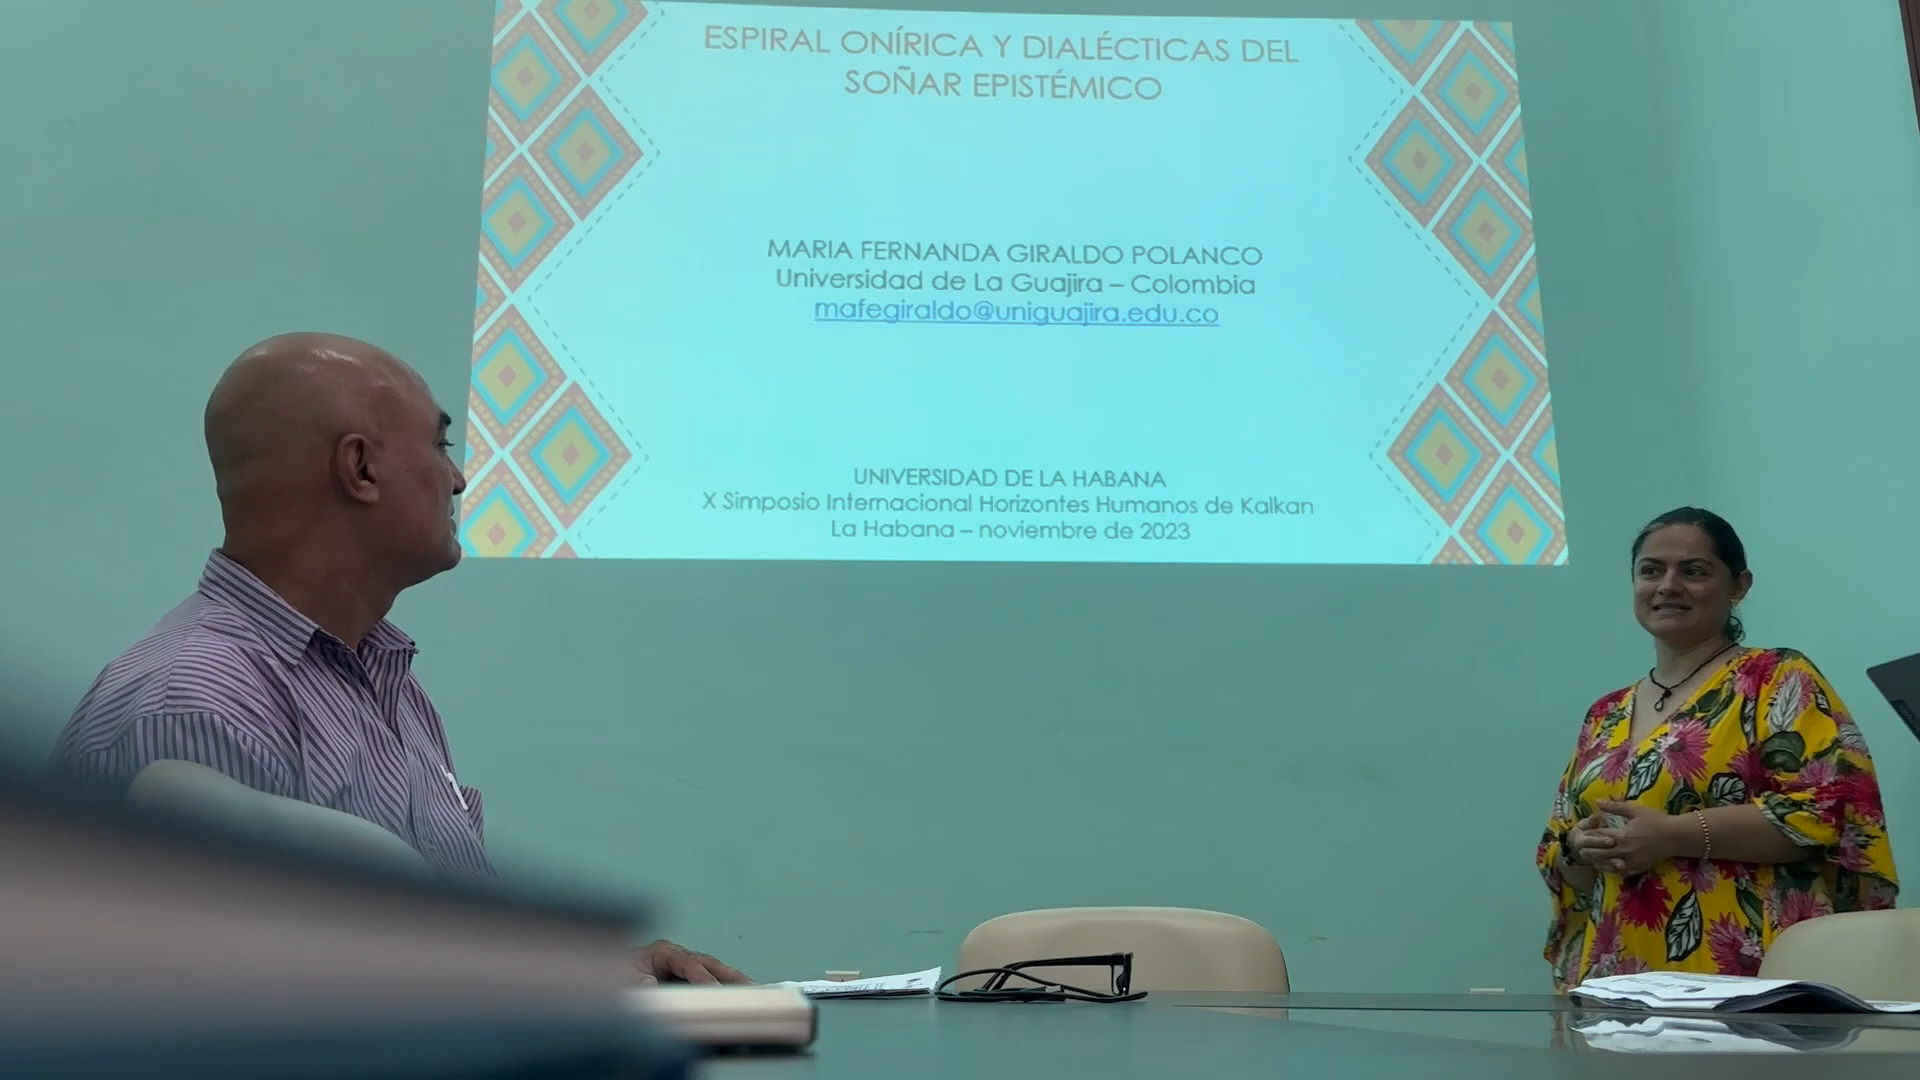 ESPIRAL ONÍRICA Y DIALÉCTICAS DEL
SOÑAR EPISTÉMICO
MARIA FERNANDA GIRALDO POLANCO
Universidad de La Guajira – Colombia
mafegiraldo@uniguajira.edu.co
UNIVERSIDAD DE LA HABANA
X Simposio Internacional Horizontes Humanos de Kalkan
La Habana – noviembre de 2023